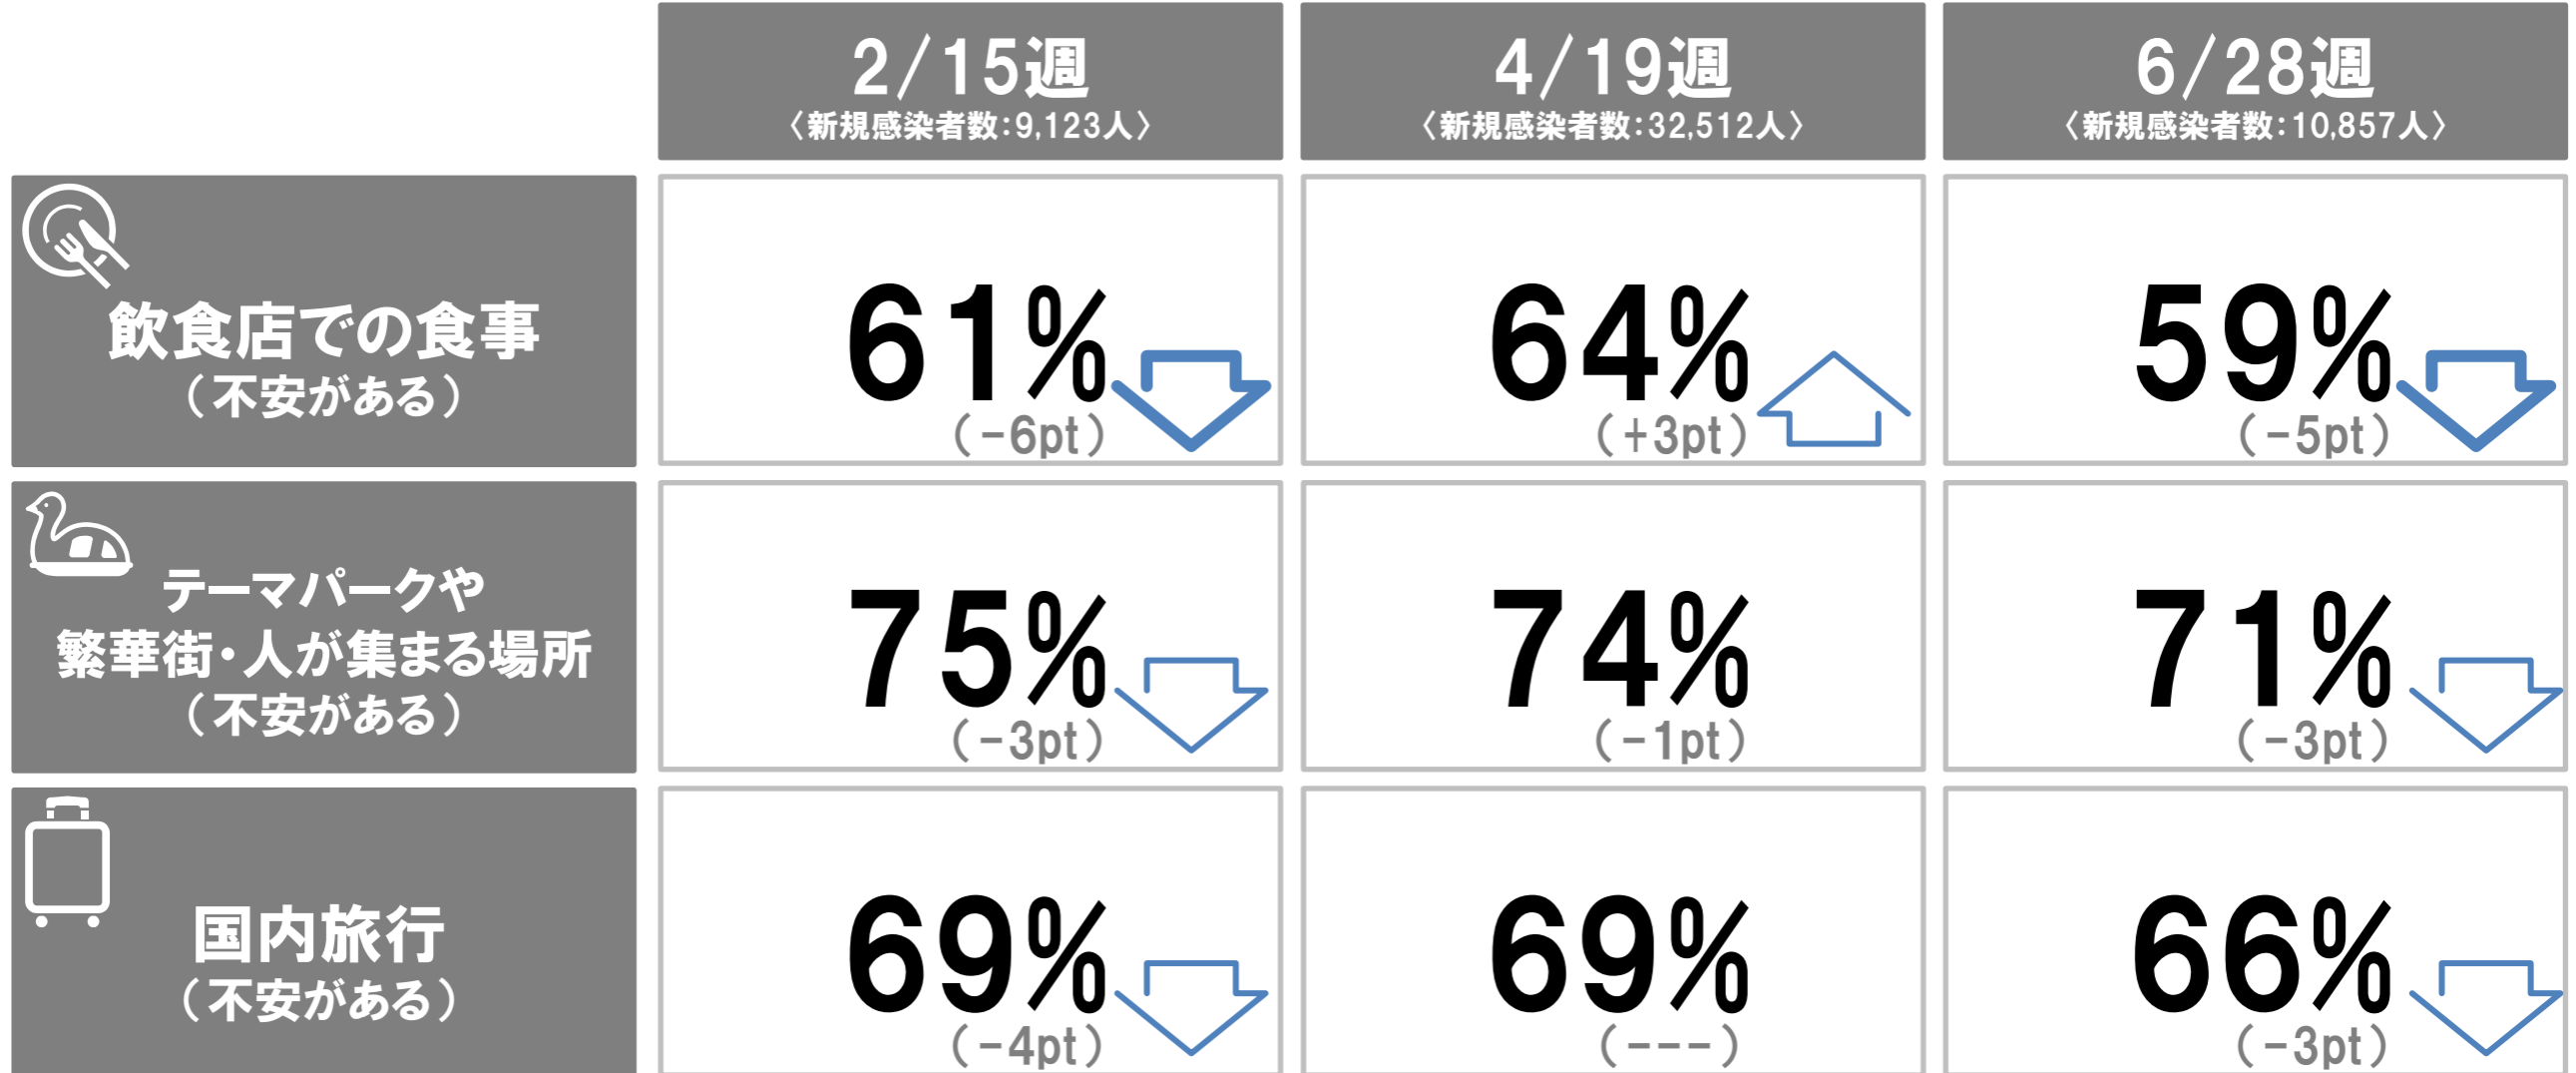 2/15週
〈新規感染者数:9,123人〉
4/19週
〈新規感染者数:32,512人〉
6/28週
〈新規感染者数:10,857人〉
飲食店での食事
(不安がある)
61%
(-6pt)
64%
(+3pt)
59%
(-5pt)
テーマパークや
繁華街・人が集まる場所
(不安がある)
75%
(-3pt)
74%
(-1pt)
71%
(-3pt)
国内旅行
(不安がある)
69%
(-4pt)
69%
(---)
66%
(-3pt)